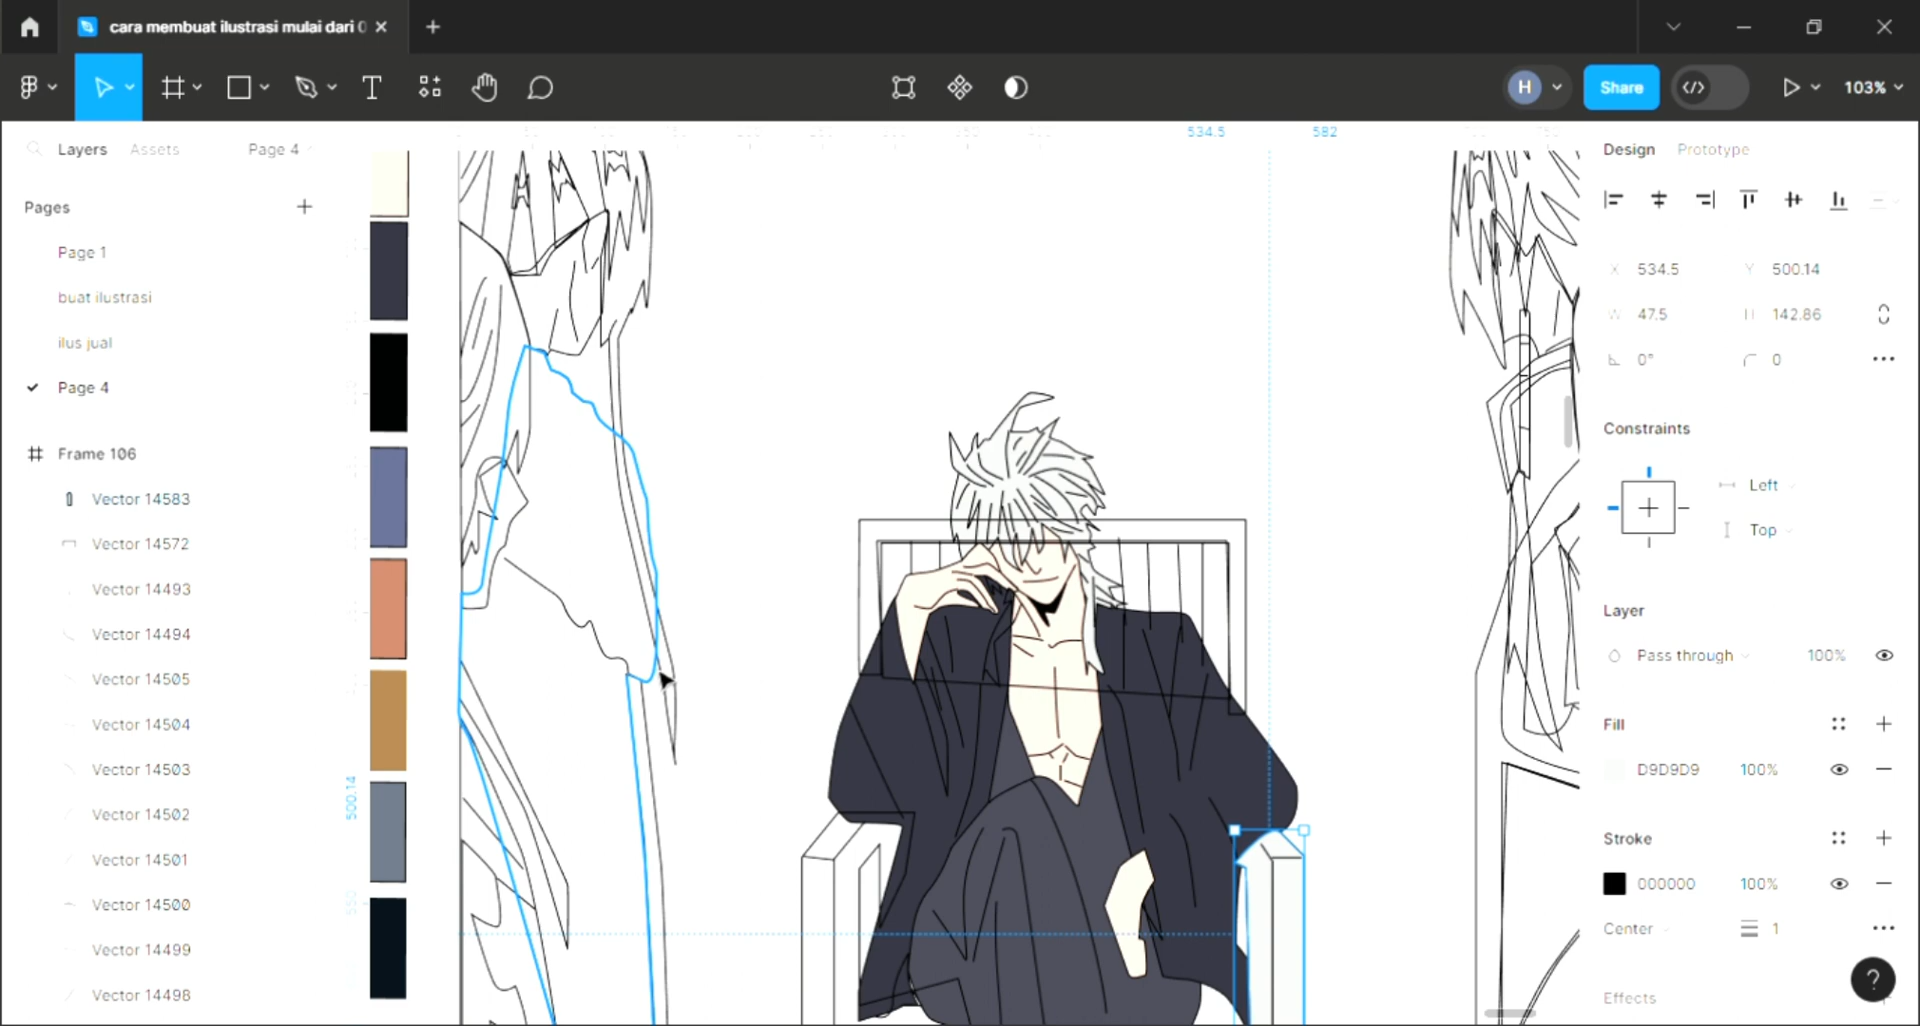 cara membuat ilustrasi mulai dari 0
H
Share
103%
Layers
Assets
Page 4
534.5
582
Design
Prototype
Pages
Page 1
buat ilustrasi
ilus jual
Page 4
Frame 106
Vector 14583
Vector 14572
Vector 14493
Vector 14494
Vector 14505
Vector 14504
Vector 14503
Vector 14502
Vector 14501
Vector 14500
Vector 14499
Vector 14498
500.14
X 534.5
Y 500.14
W 47.5
H 142.86
0°
0
Constraints
Left
Top
Layer
Pass through
100%
Fill
D9D9D9
100%
Stroke
000000
100%
Center
1
Effects
?